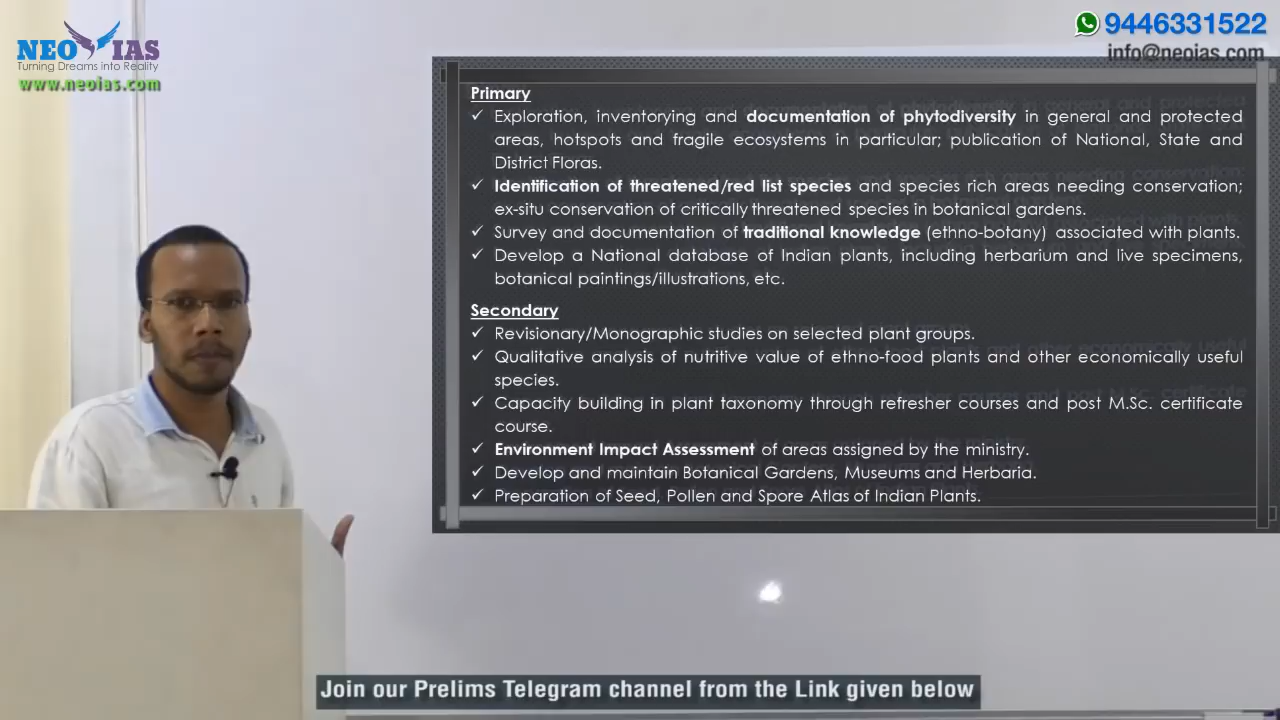 NEO IAS
Turning Dreams into Reality
www.neoias.com
9446331522
info@neoias.com
Primary
✓ Exploration, inventorying and documentation of phytodiversity in general and protected
areas, hotspots and fragile ecosystems in particular; publication of National, State and
District Floras.
✓ Identification of threatened/red list species and species rich areas needing conservation;
ex-situ conservation of critically threatened species in botanical gardens.
✓ Survey and documentation of traditional knowledge (ethno-botany) associated with plants.
✓ Develop a National database of Indian plants, including herbarium and live specimens,
botanical paintings/illustrations, etc.
Secondary
✓ Revisionary/Monographic studies on selected plant groups.
✓ Qualitative analysis of nutritive value of ethno-food plants and other economically useful
species.
✓ Capacity building in plant taxonomy through refresher courses and post M.Sc. certificate
course.
✓ Environment Impact Assessment of areas assigned by the ministry.
✓ Develop and maintain Botanical Gardens, Museums and Herbaria.
✓ Preparation of Seed, Pollen and Spore Atlas of Indian Plants.
Join our Prelims Telegram channel from the Link given below